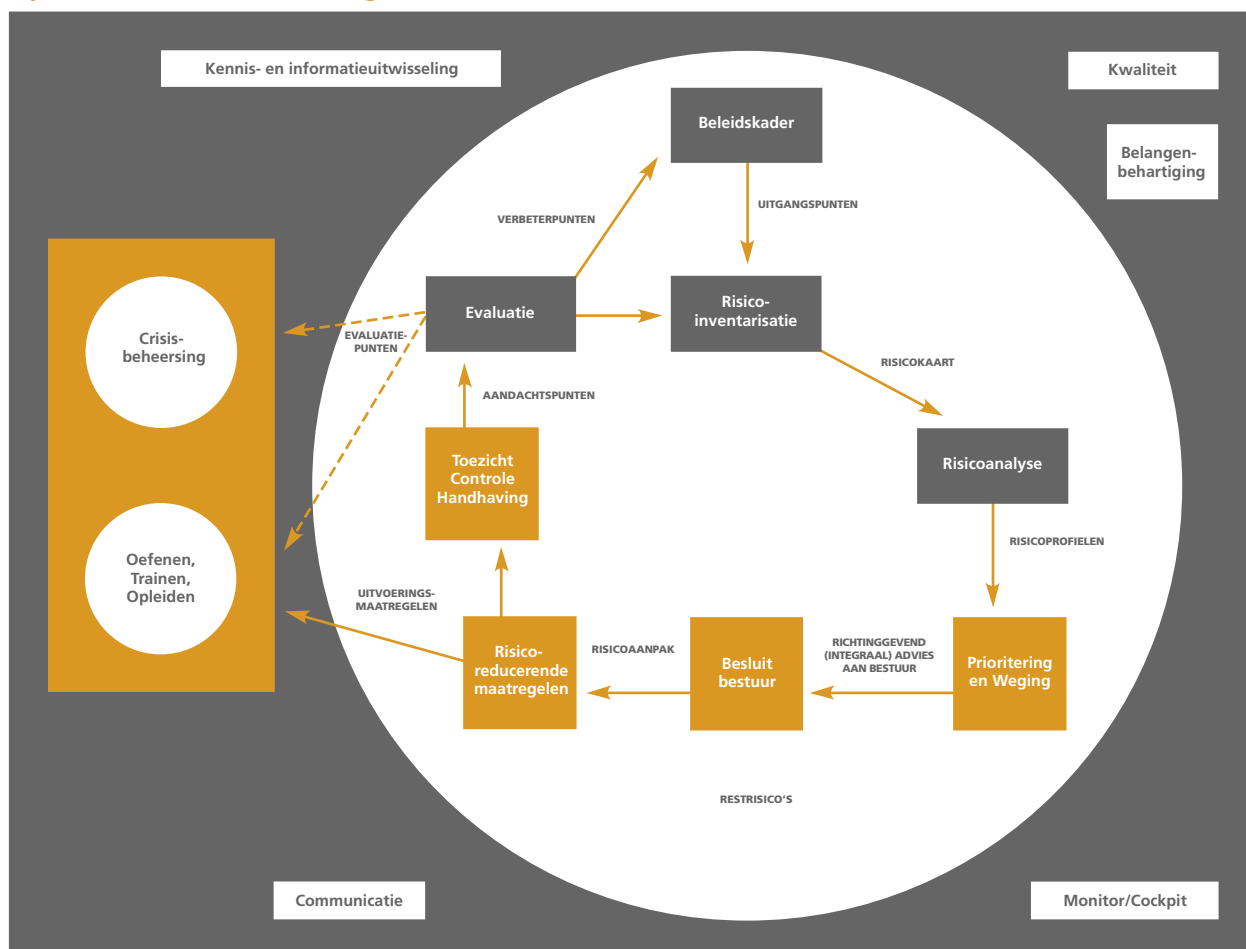 Kennis- en informatieuitwisseling
Kwaliteit
Beleidskader
Belangen-
behartiging
UITGANGSPUNTEN
VERBETERPUNTEN
Evaluatie
Risico-
inventarisatie
Crisis-
beheersing
EVALUATIE-
PUNTEN
RISICOKAART
AANDACHTSPUNTEN
Toezicht
Controle
Handhaving
Risicoanalyse
RISICOPROFIELEN
Oefenen,
Trainen,
Opleiden
UITVOERINGS-
MAATREGELEN
Risico-
reducerende
maatregelen
RISICOAANPAK
Besluit
bestuur
RICHTINGGEVEND
(INTEGRAAL) ADVIES
AAN BESTUUR
Prioritering
en Weging
RESTRISICO’S
Communicatie
Monitor/Cockpit